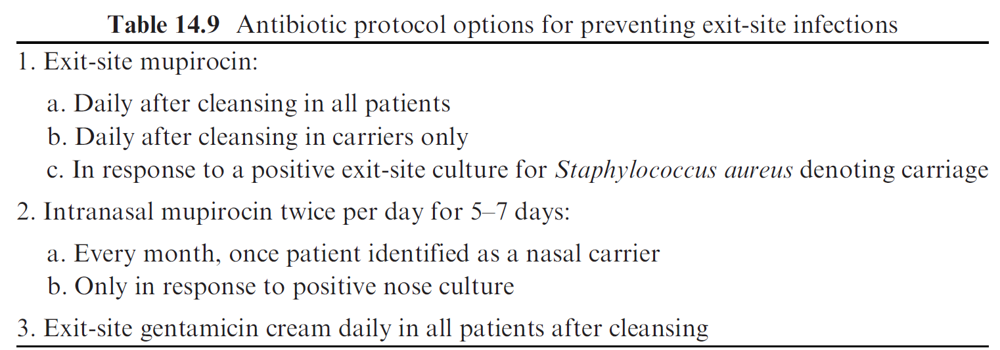 Table 14.9 Antibiotic protocol options for preventing exit-site infections
1. Exit-site mupirocin:
a. Daily after cleansing in all patients
b. Daily after cleansing in carriers only
c. In response to a positive exit-site culture for Staphylococcus aureus denoting carriage
2. Intranasal mupirocin twice per day for 5–7 days:
a. Every month, once patient identified as a nasal carrier
b. Only in response to positive nose culture
3. Exit-site gentamicin cream daily in all patients after cleansing